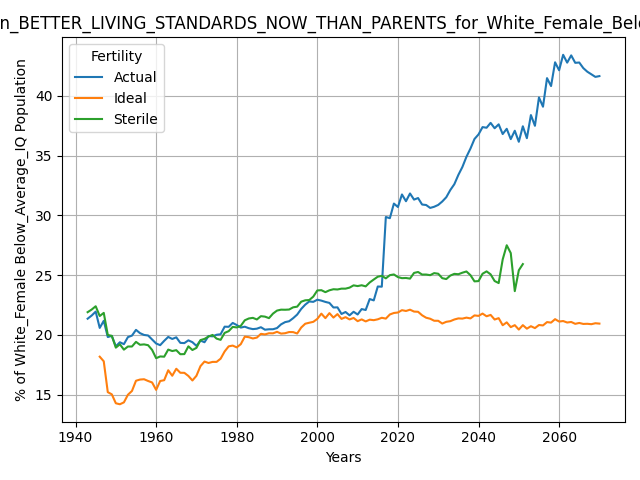 n_BETTER_LIVING_STANDARDS_NOW_THAN_PARENTS_for_White_Female_Belo
Fertility
Actual
Ideal
Sterile
% of White_Female Below_Average_IQ Population
40
35
30
25
20
15
1940 1960 1980 2000 2020 2040 2060
Years